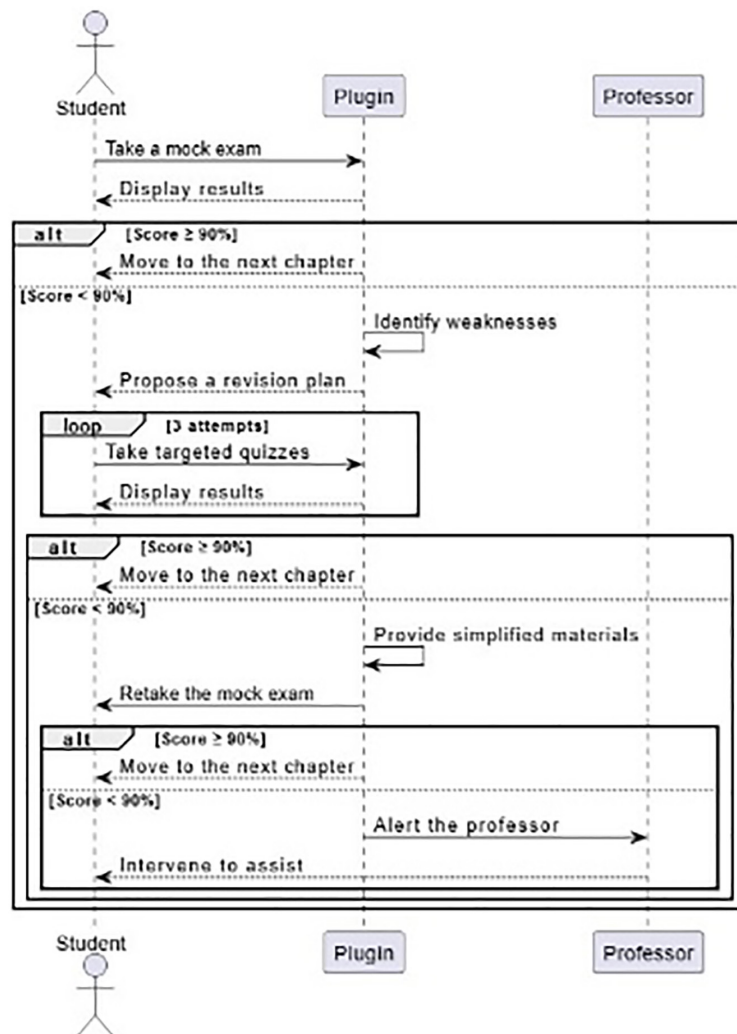 Student
Plugin
Professor
Take a mock exam
Display results
alt [Score ≥ 90%]
Move to the next chapter
[Score < 90%]
Identify weaknesses
Propose a revision plan
loop [3 attempts]
Take targeted quizzes
Display results
alt [Score ≥ 90%]
Move to the next chapter
[Score < 90%]
Provide simplified materials
Retake the mock exam
alt [Score ≥ 90%]
Move to the next chapter
[Score < 90%]
Alert the professor
Intervene to assist
Student
Plugin
Professor